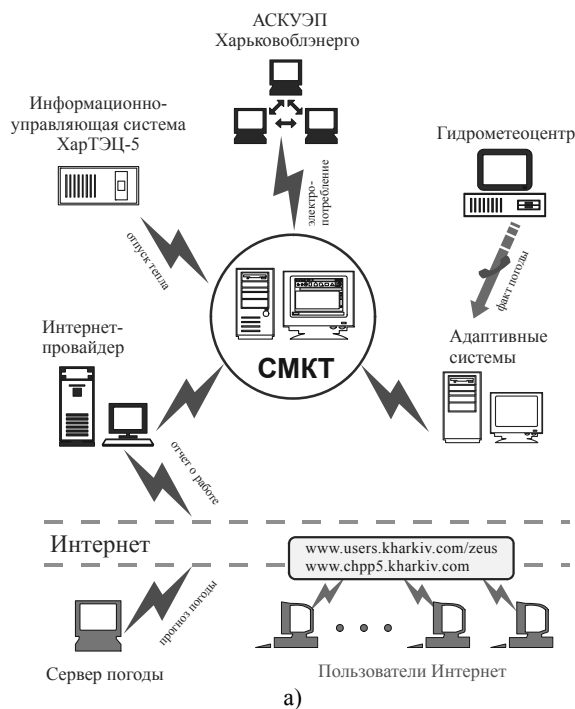 АСКУЭП
Харьковоблэнерго
Информационно-
управляющая система
ХарТЭЦ-5
Гидрометеоцентр
электро-
потребление
отпуск тепла
факт погоды
СМКТ
Интернет-
провайдер
Адаптивные
системы
отчет о работе
Интернет
www.users.kharkiv.com/zeus
www.chpp5.kharkiv.com
прогноз погоды
Сервер погоды
Пользователи Интернет
а)